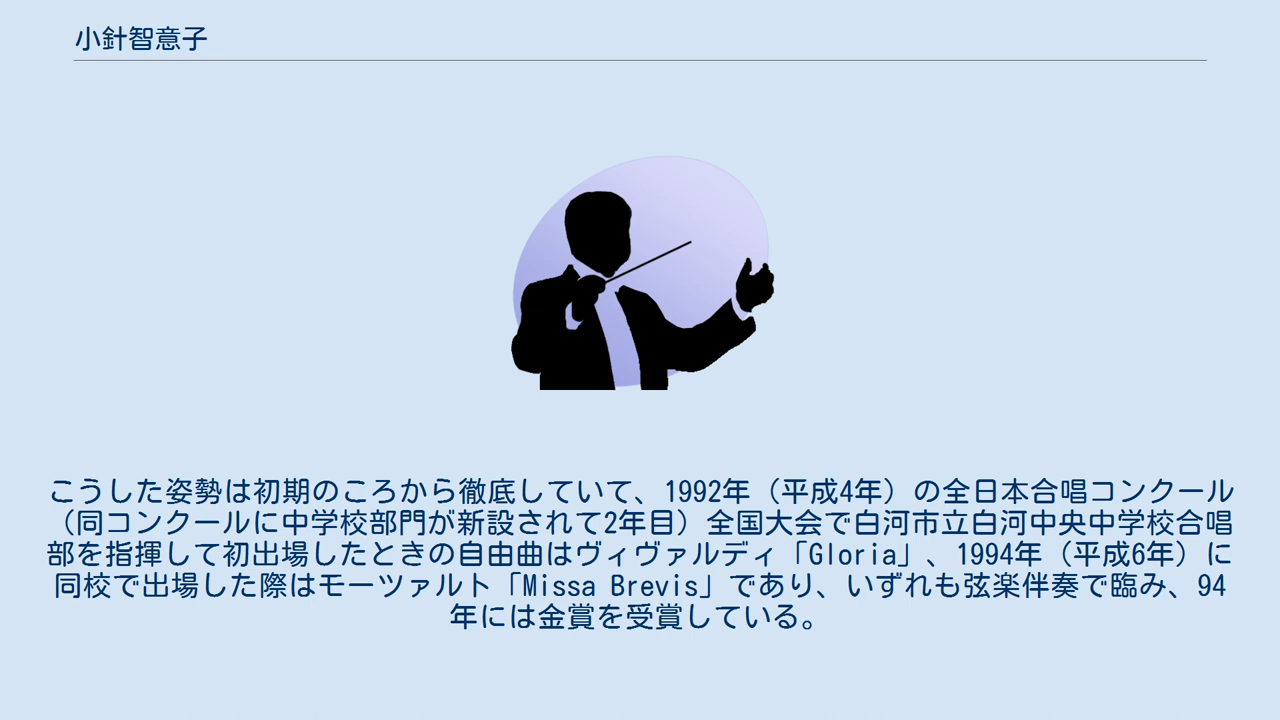 小針智意子
こうした姿勢は初期のころから徹底していて、1992年（平成4年）の全日本合唱コンクール
（同コンクールに中学校部門が新設されて2年目）全国大会で白河市立白河中央中学校合唱
部を指揮して初出場したときの自由曲はヴィヴァルディ「Gloria」、1994年（平成6年）に
同校で出場した際はモーツァルト「Missa Brevis」であり、いずれも弦楽伴奏で臨み、94
年には金賞を受賞している。